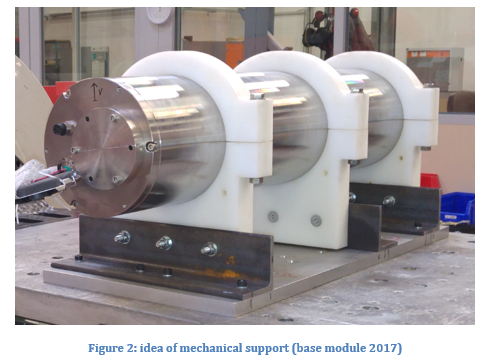 V
Figure 2: idea of mechanical support (base module 2017)